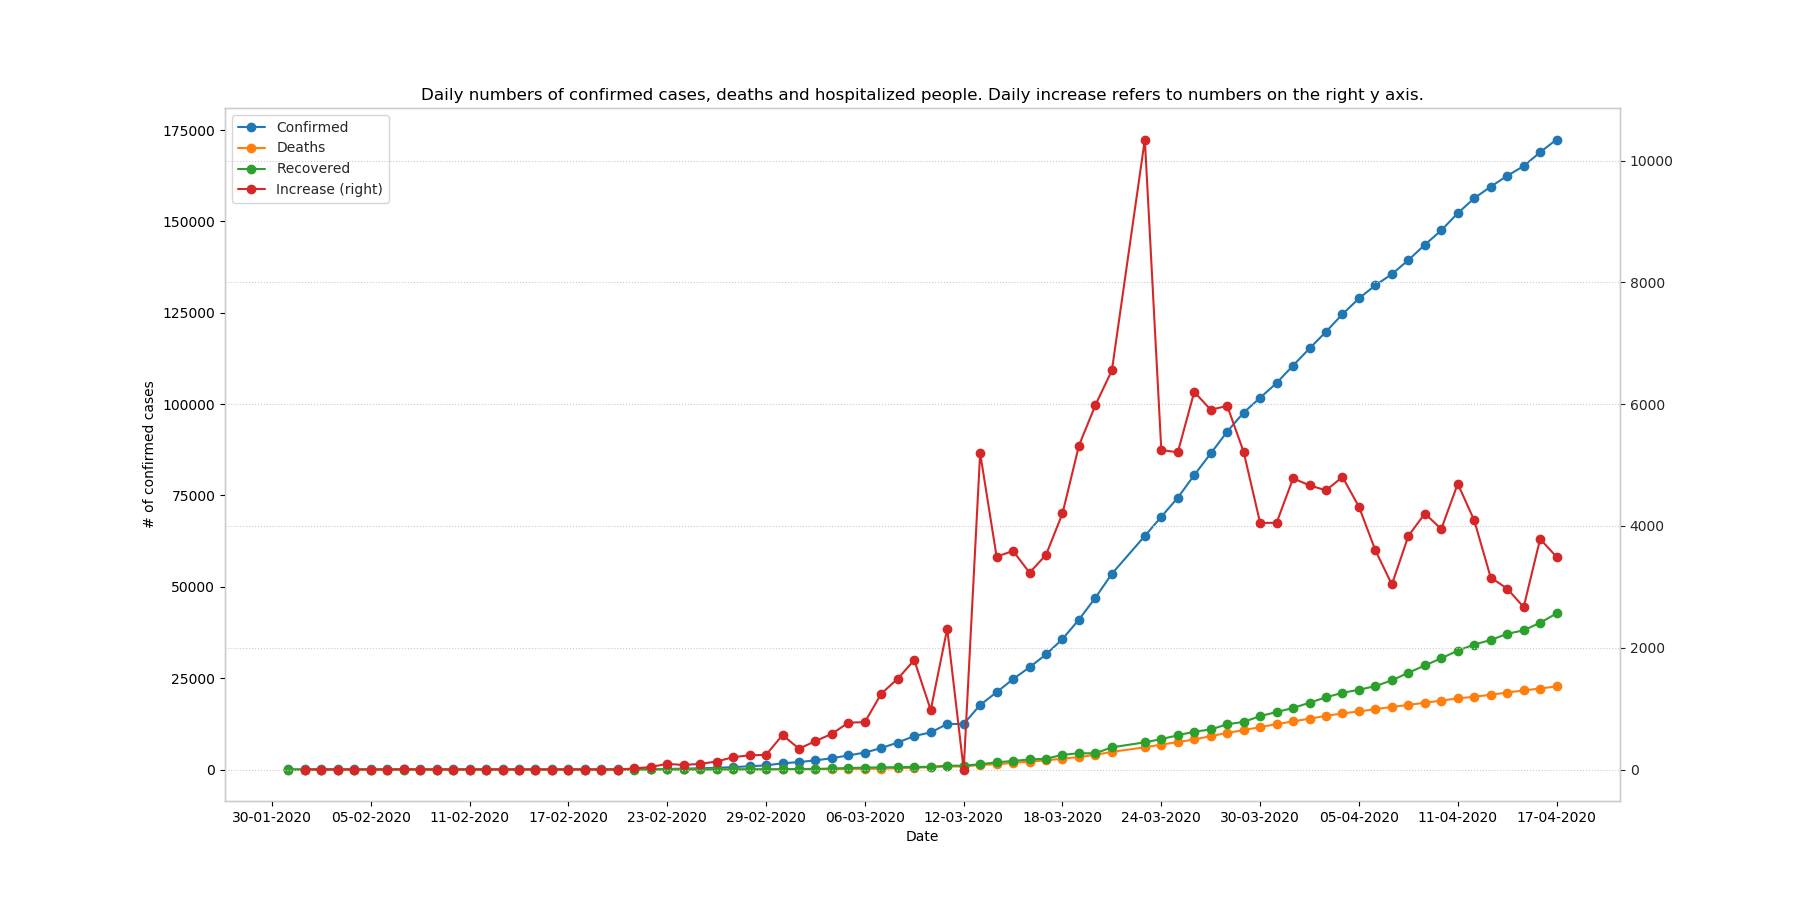 Daily numbers of confirmed cases, deaths and hospitalized people. Daily increase refers to numbers on the right y axis.
Confirmed
Deaths
Recovered
Increase (right)
175000
150000
125000
100000
75000
50000
25000
0
# of confirmed cases
10000
8000
6000
4000
2000
0
30-01-2020 05-02-2020 11-02-2020 17-02-2020 23-02-2020 29-02-2020 06-03-2020 12-03-2020 18-03-2020 24-03-2020 30-03-2020 05-04-2020 11-04-2020 17-04-2020
Date